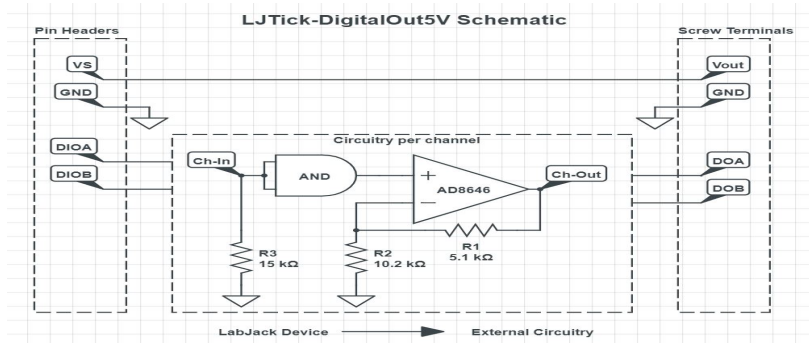 LJTick-DigitalOut5V Schematic
Pin Headers
Screw Terminals
VS
Vout
GND
GND
Circuitry per channel
DIOA
Ch-In
AND
+
AD8646
−
Ch-Out
DOA
DIOB
DOB
R3
15 kΩ
R2
10.2 kΩ
R1
5.1 kΩ
LabJack Device
External Circuitry